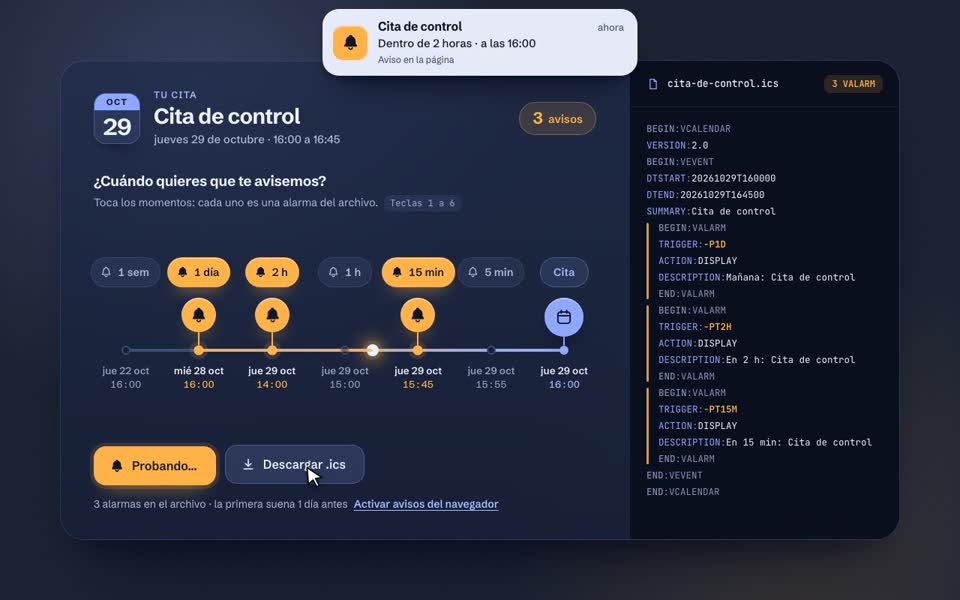 Cita de control
ahora
Dentro de 2 horas · a las 16:00
Aviso en la página
OCT
29
TU CITA
Cita de control
jueves 29 de octubre · 16:00 a 16:45
3 avisos
¿Cuándo quieres que te avisemos?
Toca los momentos: cada uno es una alarma del archivo. Teclas 1 a 6
1 sem
1 día
2 h
1 h
15 min
5 min
Cita
jue 22 oct
16:00
mié 28 oct
16:00
jue 29 oct
14:00
jue 29 oct
15:00
jue 29 oct
15:45
jue 29 oct
15:55
jue 29 oct
16:00
Probando...
Descargar .ics
3 alarmas en el archivo · la primera suena 1 día antes Activar avisos del navegador
cita-de-control.ics
3 VALARM
BEGIN:VCALENDAR
VERSION:2.0
BEGIN:VEVENT
DTSTART:20261029T160000
DTEND:20261029T164500
SUMMARY:Cita de control
BEGIN:VALARM
TRIGGER:-P1D
ACTION:DISPLAY
DESCRIPTION:Mañana: Cita de control
END:VALARM
BEGIN:VALARM
TRIGGER:-PT2H
ACTION:DISPLAY
DESCRIPTION:En 2 h: Cita de control
END:VALARM
BEGIN:VALARM
TRIGGER:-PT15M
ACTION:DISPLAY
DESCRIPTION:En 15 min: Cita de control
END:VALARM
END:VEVENT
END:VCALENDAR